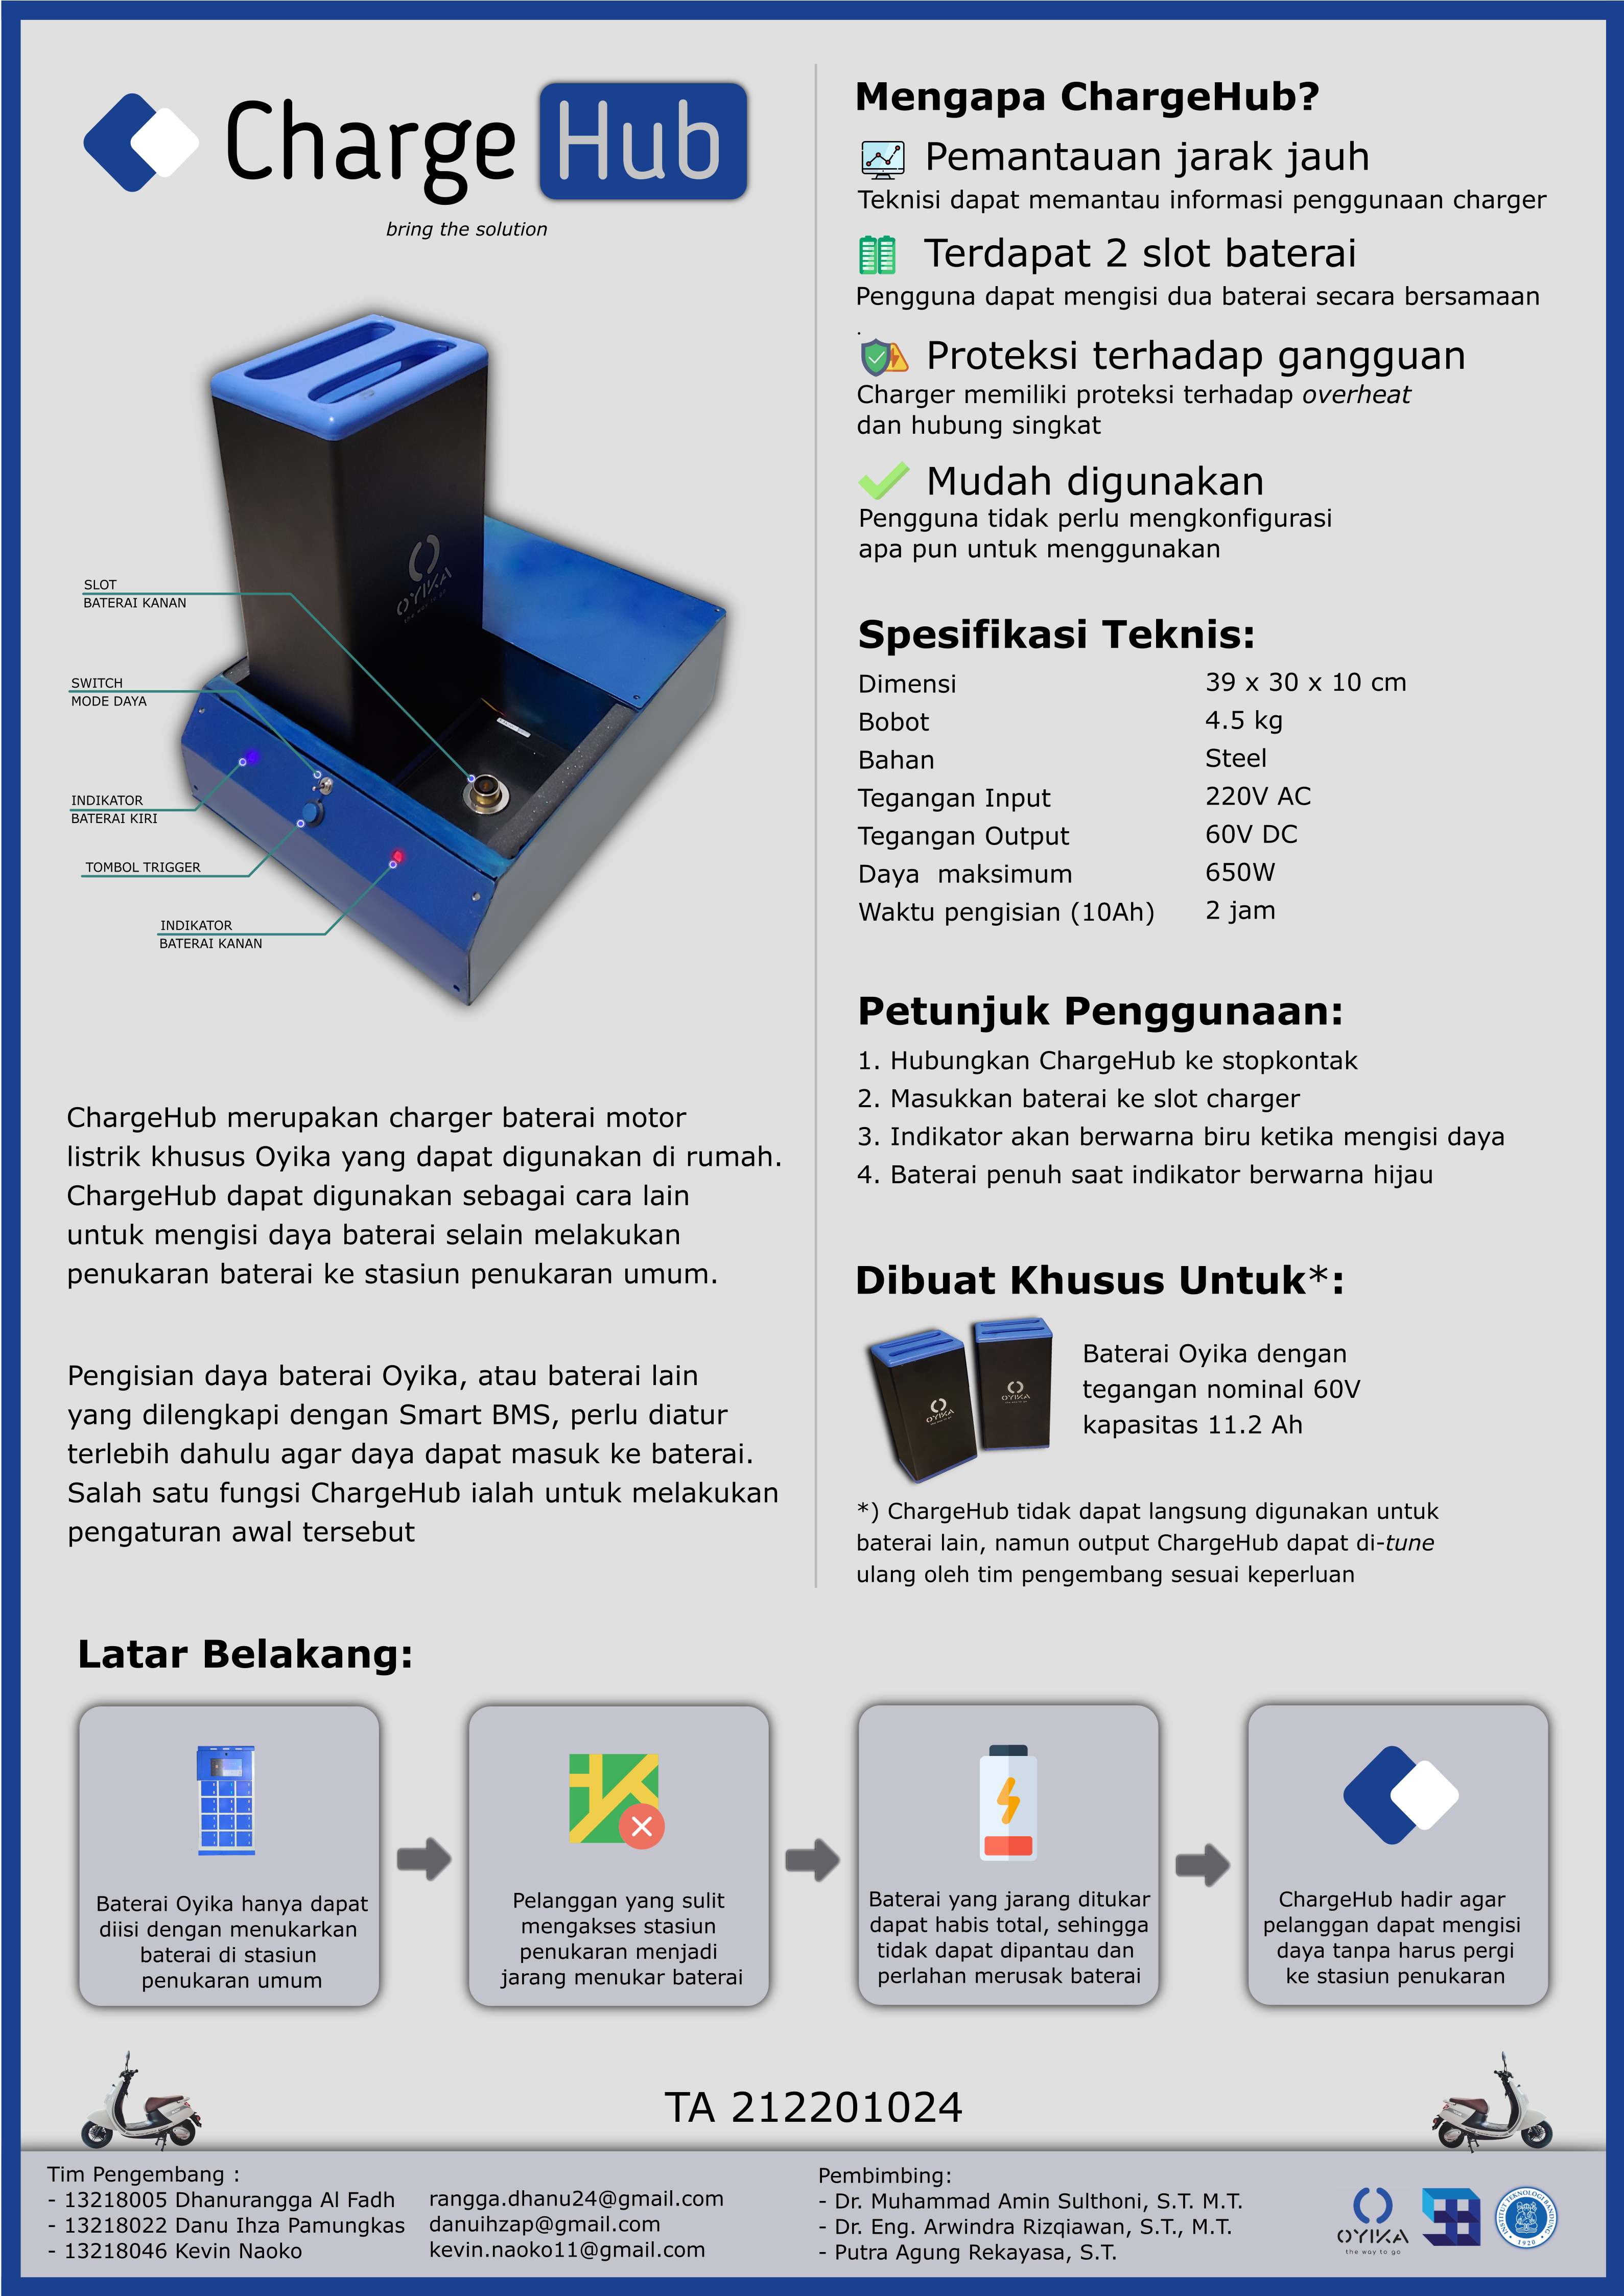 Charge Hub
bring the solution
SLOT
BATERAI KANAN
SWITCH
MODE DAYA
INDIKATOR
BATERAI KIRI
TOMBOL TRIGGER
INDIKATOR
BATERAI KANAN
OYIKA
the way to go
ChargeHub merupakan charger baterai motor
listrik khusus Oyika yang dapat digunakan di rumah.
ChargeHub dapat digunakan sebagai cara lain
untuk mengisi daya baterai selain melakukan
penukaran baterai ke stasiun penukaran umum.
Pengisian daya baterai Oyika, atau baterai lain
yang dilengkapi dengan Smart BMS, perlu diatur
terlebih dahulu agar daya dapat masuk ke baterai.
Salah satu fungsi ChargeHub ialah untuk melakukan
pengaturan awal tersebut
Mengapa ChargeHub?
Pemantauan jarak jauh
Teknisi dapat memantau informasi penggunaan charger
Terdapat 2 slot baterai
Pengguna dapat mengisi dua baterai secara bersamaan
.
Proteksi terhadap gangguan
Charger memiliki proteksi terhadap overheat
dan hubung singkat
Mudah digunakan
Pengguna tidak perlu mengkonfigurasi
apa pun untuk menggunakan
Spesifikasi Teknis:
Dimensi 39 x 30 x 10 cm
Bobot 4.5 kg
Bahan Steel
Tegangan Input 220V AC
Tegangan Output 60V DC
Daya maksimum 650W
Waktu pengisian (10Ah) 2 jam
Petunjuk Penggunaan:
1. Hubungkan ChargeHub ke stopkontak
2. Masukkan baterai ke slot charger
3. Indikator akan berwarna biru ketika mengisi daya
4. Baterai penuh saat indikator berwarna hijau
Dibuat Khusus Untuk*:
OYIKA
OYIKA
Baterai Oyika dengan
tegangan nominal 60V
kapasitas 11.2 Ah
*) ChargeHub tidak dapat langsung digunakan untuk
baterai lain, namun output ChargeHub dapat di-tune
ulang oleh tim pengembang sesuai keperluan
Latar Belakang:
Baterai Oyika hanya dapat
diisi dengan menukarkan
baterai di stasiun
penukaran umum
Pelanggan yang sulit
mengakses stasiun
penukaran menjadi
jarang menukar baterai
Baterai yang jarang ditukar
dapat habis total, sehingga
tidak dapat dipantau dan
perlahan merusak baterai
ChargeHub hadir agar
pelanggan dapat mengisi
daya tanpa harus pergi
ke stasiun penukaran
TA 212201024
Tim Pengembang :
- 13218005 Dhanurangga Al Fadh rangga.dhanu24@gmail.com
- 13218022 Danu Ihza Pamungkas danuihzap@gmail.com
- 13218046 Kevin Naoko kevin.naoko11@gmail.com
Pembimbing:
- Dr. Muhammad Amin Sulthoni, S.T. M.T.
- Dr. Eng. Arwindra Rizqiawan, S.T., M.T.
- Putra Agung Rekayasa, S.T.
OYIKA
the way to go
INSTITUT TEKNOLOGI BANDUNG
1920